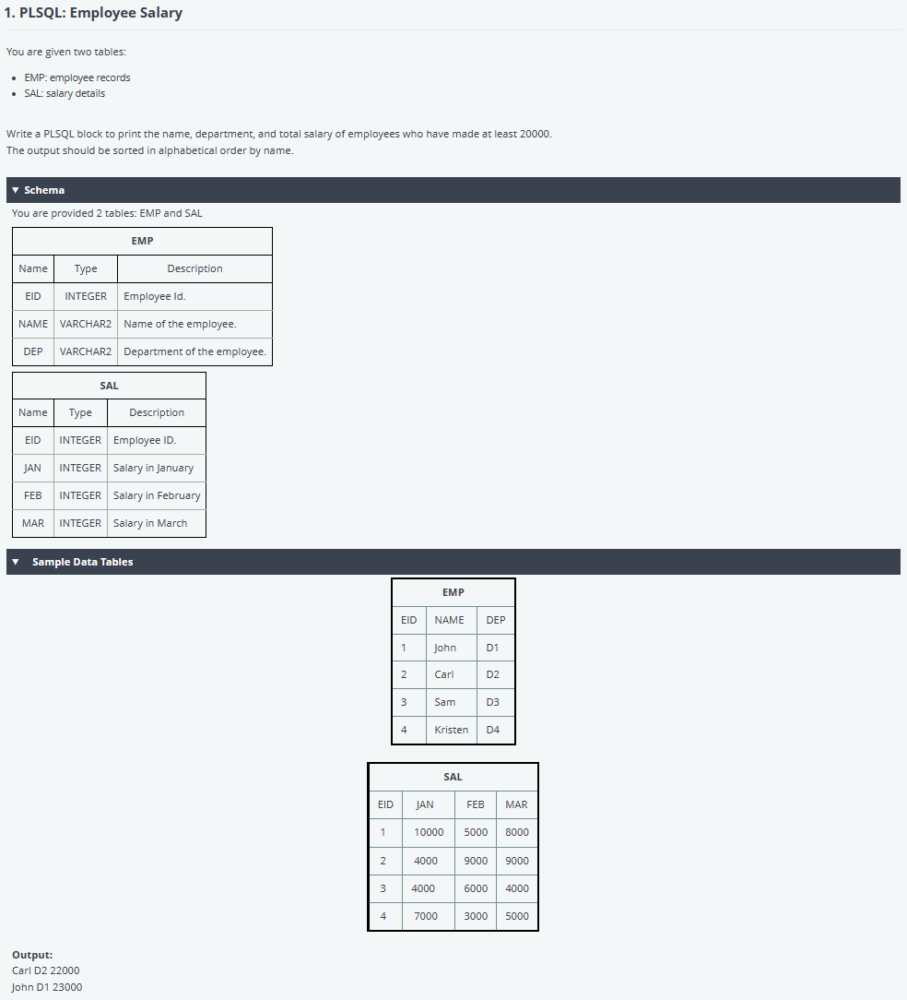 1. PLSQL: Employee Salary
You are given two tables:
• EMP: employee records
• SAL: salary details
Write a PLSQL block to print the name, department, and total salary of employees who have made at least 20000.
The output should be sorted in alphabetical order by name.
▼ Schema
You are provided 2 tables: EMP and SAL
EMP
Name Type Description
EID INTEGER Employee Id.
NAME VARCHAR2 Name of the employee.
DEP VARCHAR2 Department of the employee.
SAL
Name Type Description
EID INTEGER Employee ID.
JAN INTEGER Salary in January
FEB INTEGER Salary in February
MAR INTEGER Salary in March
▼ Sample Data Tables
EMP
EID NAME DEP
1 John D1
2 Carl D2
3 Sam D3
4 Kristen D4
SAL
EID JAN FEB MAR
1 10000 5000 8000
2 4000 9000 9000
3 4000 6000 4000
4 7000 3000 5000
Output:
Carl D2 22000
John D1 23000